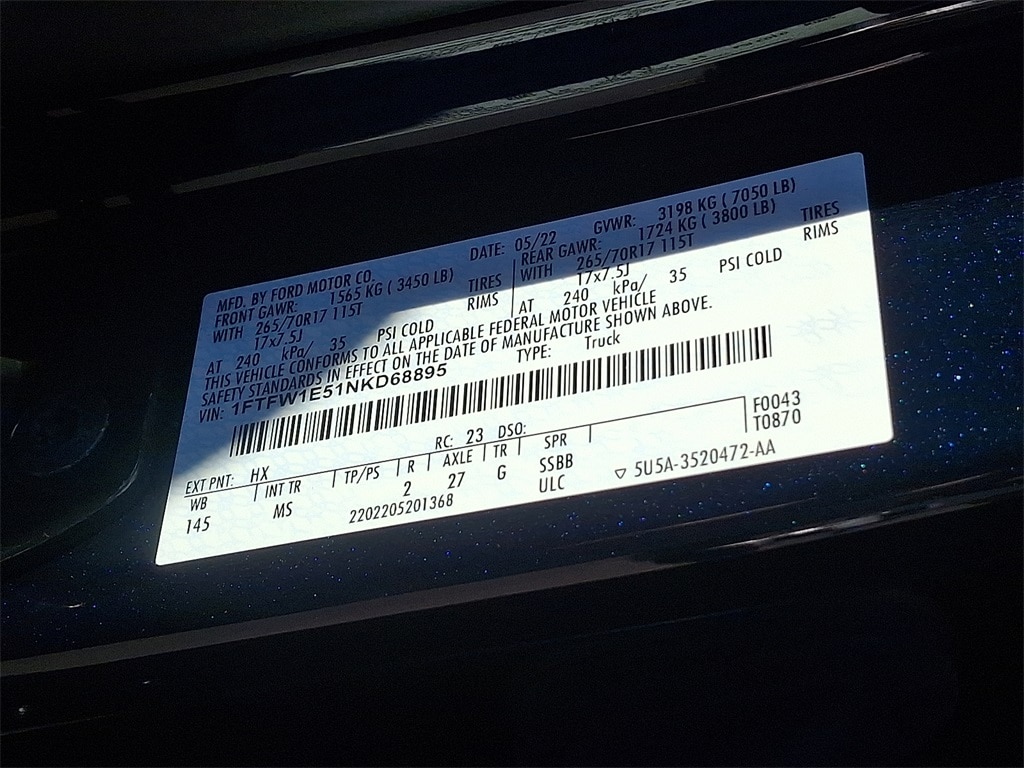 MFD. BY FORD MOTOR CO.
DATE: 05/22
GVWR: 3198 KG ( 7050 LB)
FRONT GAWR: 1565 KG ( 3450 LB)
REAR GAWR: 1724 KG ( 3800 LB)
WITH 265/70R17 115T TIRES
WITH 265/70R17 115T TIRES
17x7.5J RIMS
17x7.5J RIMS
AT 240 kPa/ 35 PSI COLD
AT 240 kPa/ 35 PSI COLD
THIS VEHICLE CONFORMS TO ALL APPLICABLE FEDERAL MOTOR VEHICLE
SAFETY STANDARDS IN EFFECT ON THE DATE OF MANUFACTURE SHOWN ABOVE.
VIN: 1FTFW1E51NKD68895
TYPE: Truck
F0043
T0870
EXT PNT: HX RC: 23 DSO:
WB INT TR TP/PS R AXLE TR SPR
145 MS 2 27 G SSBB
ULC
2202205201368
▽ 5U5A-3520472-AA